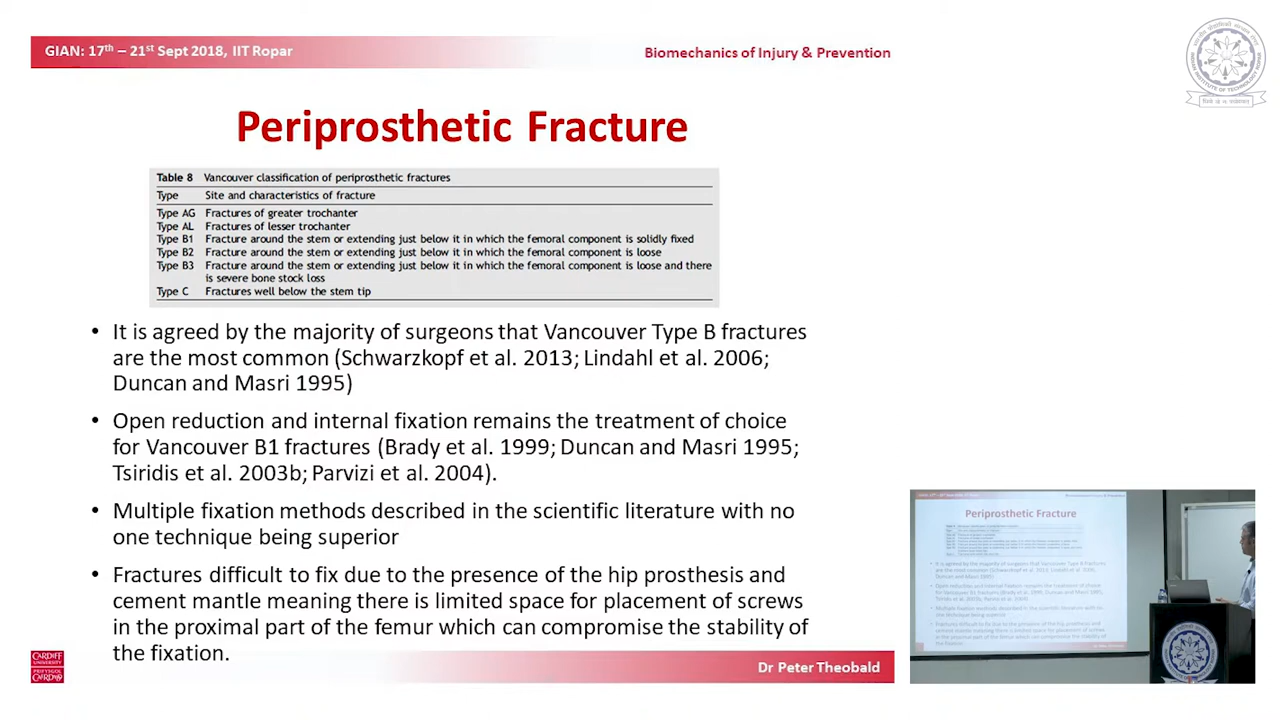 GIAN: 17th – 21st Sept 2018, IIT Ropar
Biomechanics of Injury & Prevention
Periprosthetic Fracture
Table 8 Vancouver classification of periprosthetic fractures
Type Site and characteristics of fracture
Type AG Fractures of greater trochanter
Type AL Fractures of lesser trochanter
Type B1 Fracture around the stem or extending just below it in which the femoral component is solidly fixed
Type B2 Fracture around the stem or extending just below it in which the femoral component is loose
Type B3 Fracture around the stem or extending just below it in which the femoral component is loose and there
is severe bone stock loss
Type C Fractures well below the stem tip
• It is agreed by the majority of surgeons that Vancouver Type B fractures
are the most common (Schwarzkopf et al. 2013; Lindahl et al. 2006;
Duncan and Masri 1995)
• Open reduction and internal fixation remains the treatment of choice
for Vancouver B1 fractures (Brady et al. 1999; Duncan and Masri 1995;
Tsiridis et al. 2003b; Parvizi et al. 2004).
• Multiple fixation methods described in the scientific literature with no
one technique being superior
• Fractures difficult to fix due to the presence of the hip prosthesis and
cement mantle meaning there is limited space for placement of screws
in the proximal part of the femur which can compromise the stability of
the fixation.
CARDIFF
UNIVERSITY
PRIFYSGOL
CAERDYDD
Dr Peter Theobald
INDIAN INSTITUTE OF TECHNOLOGY ROPAR
Periprosthetic Fracture